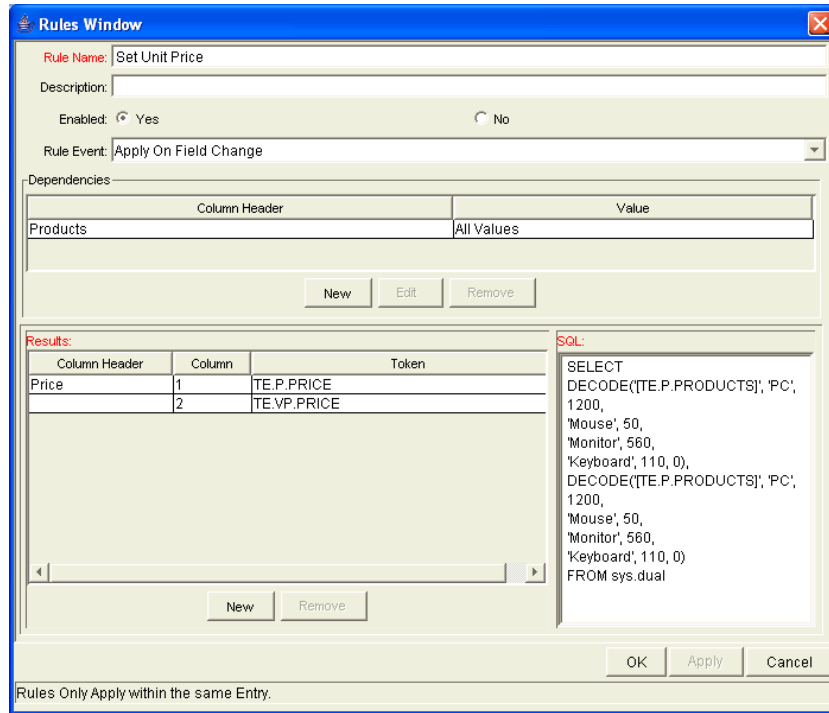 Rules Window
Rule Name: Set Unit Price
Description:
Enabled: Yes No
Rule Event: Apply On Field Change
Dependencies
Column Header Value
Products All Values
New Edit Remove
Results:
Column Header Column Token
Price 1 TE.P.PRICE
2 TE.VP.PRICE
New Remove
SQL:
SELECT
DECODE('[TE.P.PRODUCTS]', 'PC',
1200,
'Mouse', 50,
'Monitor', 560,
'Keyboard', 110, 0),
DECODE('[TE.P.PRODUCTS]', 'PC',
1200,
'Mouse', 50,
'Monitor', 560,
'Keyboard', 110, 0)
FROM sys.dual
OK Apply Cancel
Rules Only Apply within the same Entry.